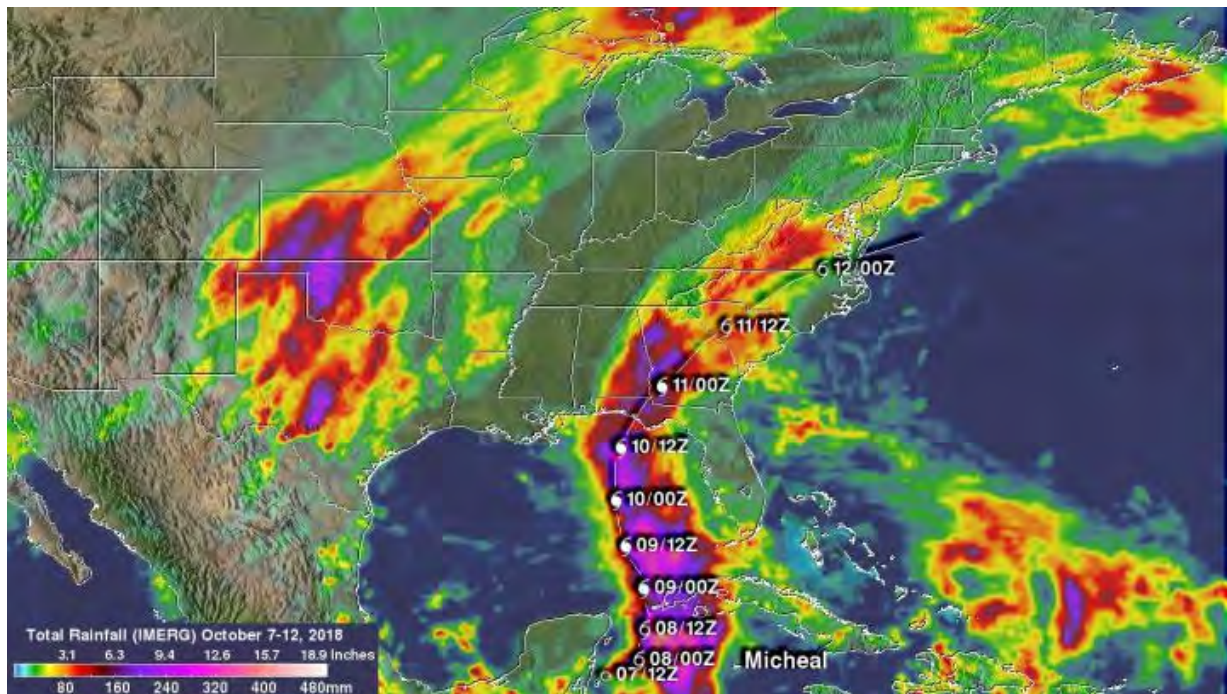 12/00Z
11/12Z
11/00Z
10/12Z
10/00Z
09/12Z
09/00Z
08/12Z
08/00Z
Micheal
07/12Z
Total Rainfall (IMERG) October 7-12, 2018
3.1 6.3 9.4 12.6 15.7 18.9 Inches
80 160 240 320 400 480mm